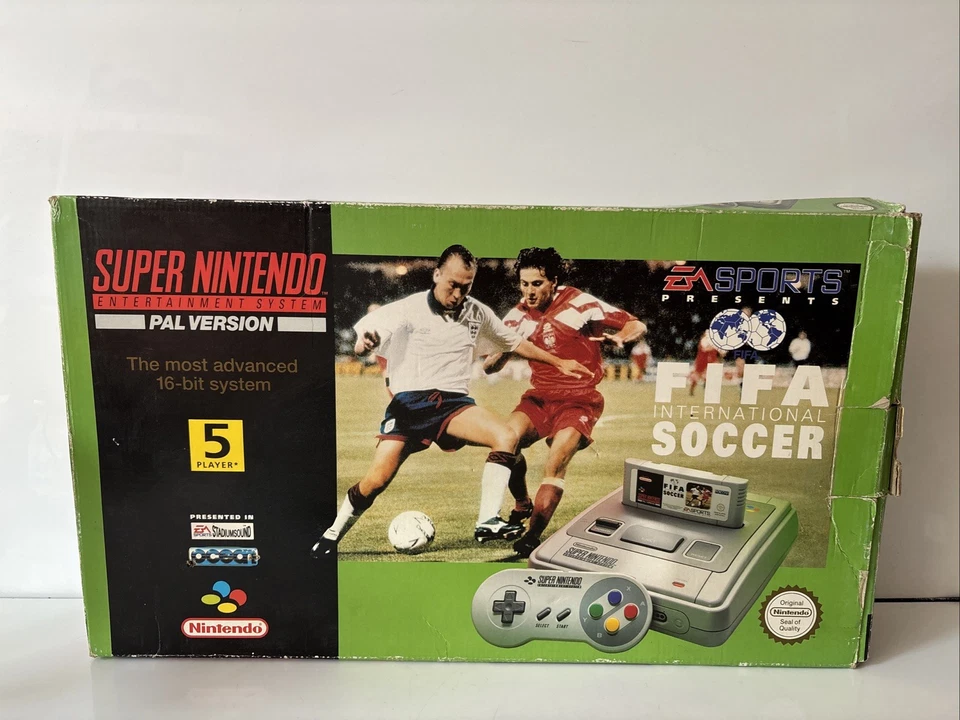 SUPER NINTENDO
ENTERTAINMENT SYSTEM
PAL VERSION
The most advanced
16-bit system
5
PLAYER*
PRESENTED IN
EA SPORTS STADIUMSOUND
ocean
Nintendo
EA SPORTS™
PRESENTS
FIFA
FIFA
INTERNATIONAL
SOCCER
FIFA
SOCCER
EA SPORTS
SUPER NINTENDO
SUPER NINTENDO
SELECT START
Y X B A
Original
Nintendo
Seal of
Quality